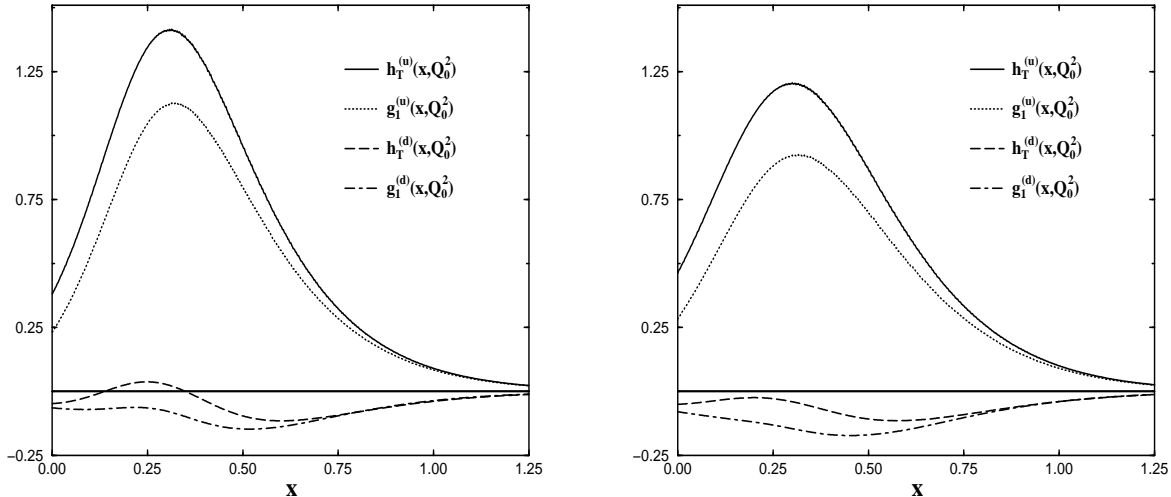 1.25
0.75
0.25
−0.25
0.00 0.25 0.50 0.75 1.00 1.25
x
h_T^(u)(x,Q_0^2)
g_1^(u)(x,Q_0^2)
h_T^(d)(x,Q_0^2)
g_1^(d)(x,Q_0^2)
1.25
0.75
0.25
−0.25
0.00 0.25 0.50 0.75 1.00 1.25
x
h_T^(u)(x,Q_0^2)
g_1^(u)(x,Q_0^2)
h_T^(d)(x,Q_0^2)
g_1^(d)(x,Q_0^2)